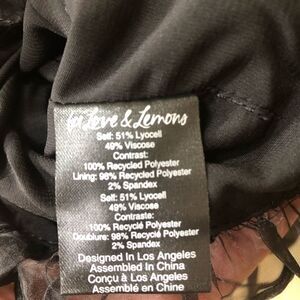 for Love & Lemons
Self: 51% Lyocell
49% Viscose
Contrast:
100% Recycled Polyester
Lining: 98% Recycled Polyester
2% Spandex
Self: 51% Lyocell
49% Viscose
Contraste:
100% Recyclé Polyester
Doublure: 98% Recyclé Polyester
2% Spandex
Designed In Los Angeles
Assembled In China
Conçu à Los Angeles
Assemblé en Chine